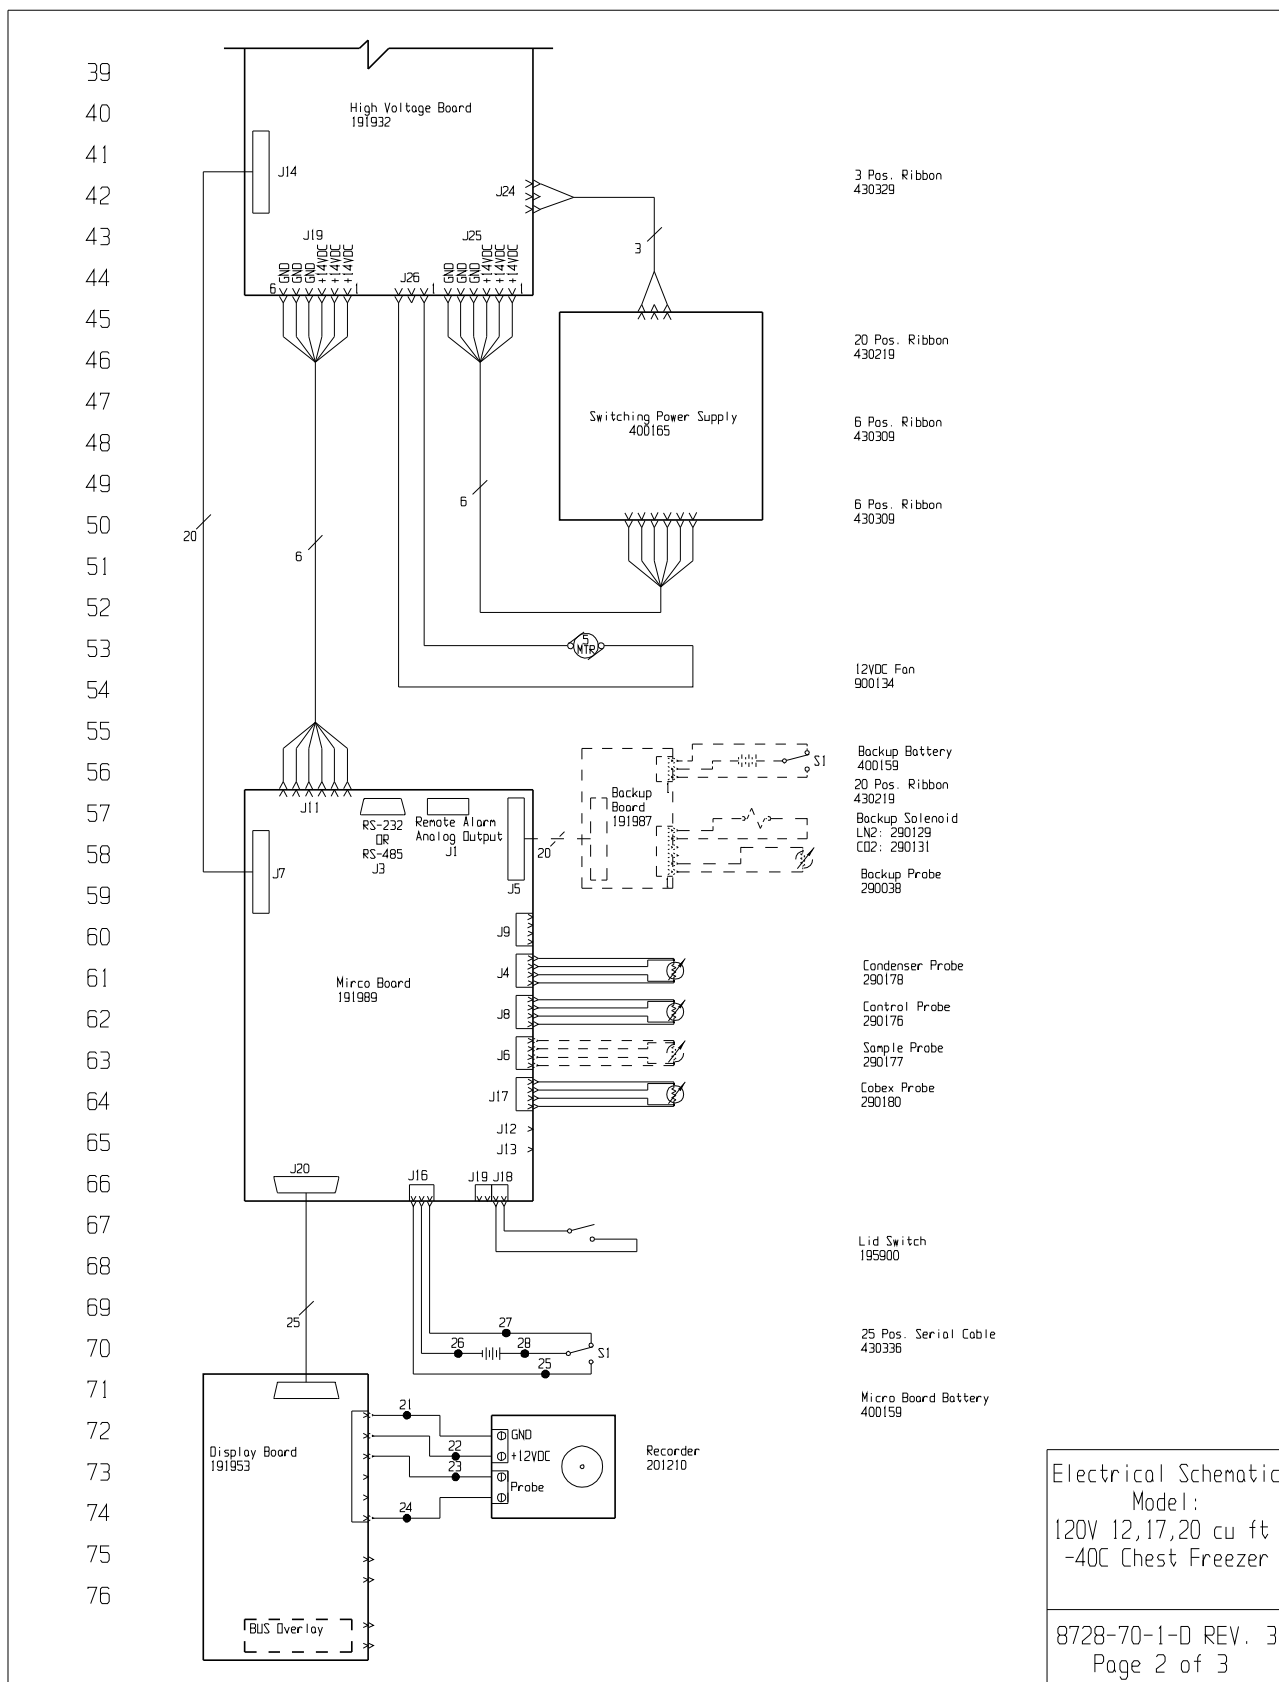 39
40
41
42
43
44
45
46
47
48
49
50
51
52
53
54
55
56
57
58
59
60
61
62
63
64
65
66
67
68
69
70
71
72
73
74
75
76
High Voltage Board
191932
J14
J24
J19
GND
GND
GND
+14VDC
+14VDC
+14VDC
6
1
J26
1
J25
GND
GND
GND
+14VDC
+14VDC
+14VDC
1
3
Switching Power Supply
400165
20
6
6
5
MTR
3 Pos. Ribbon
430329
20 Pos. Ribbon
430219
6 Pos. Ribbon
430309
6 Pos. Ribbon
430309
12VDC Fan
900134
Backup Battery
400159
20 Pos. Ribbon
430219
Backup Solenoid
LN2: 290129
CO2: 290131
Backup Probe
290038
S1
1
Backup
Board
191987
1
20
J11
RS-232
OR
RS-485
J3
Remote Alarm
Analog Output
J1
J7
J5
J9
J4
J8
J6
J17
J12
J13
Mirco Board
191989
Condenser Probe
290178
Control Probe
290176
Sample Probe
290177
Cobex Probe
290180
J20
J16
J19
J18
Lid Switch
195900
25
27
26
28
S1
25
25 Pos. Serial Cable
430336
Micro Board Battery
400159
Display Board
191953
21
22
23
24
GND
+12VDC
Probe
Recorder
201210
BUS Overlay
Electrical Schematic
Model:
120V 12,17,20 cu ft
-40C Chest Freezer
8728-70-1-D REV. 3
Page 2 of 3